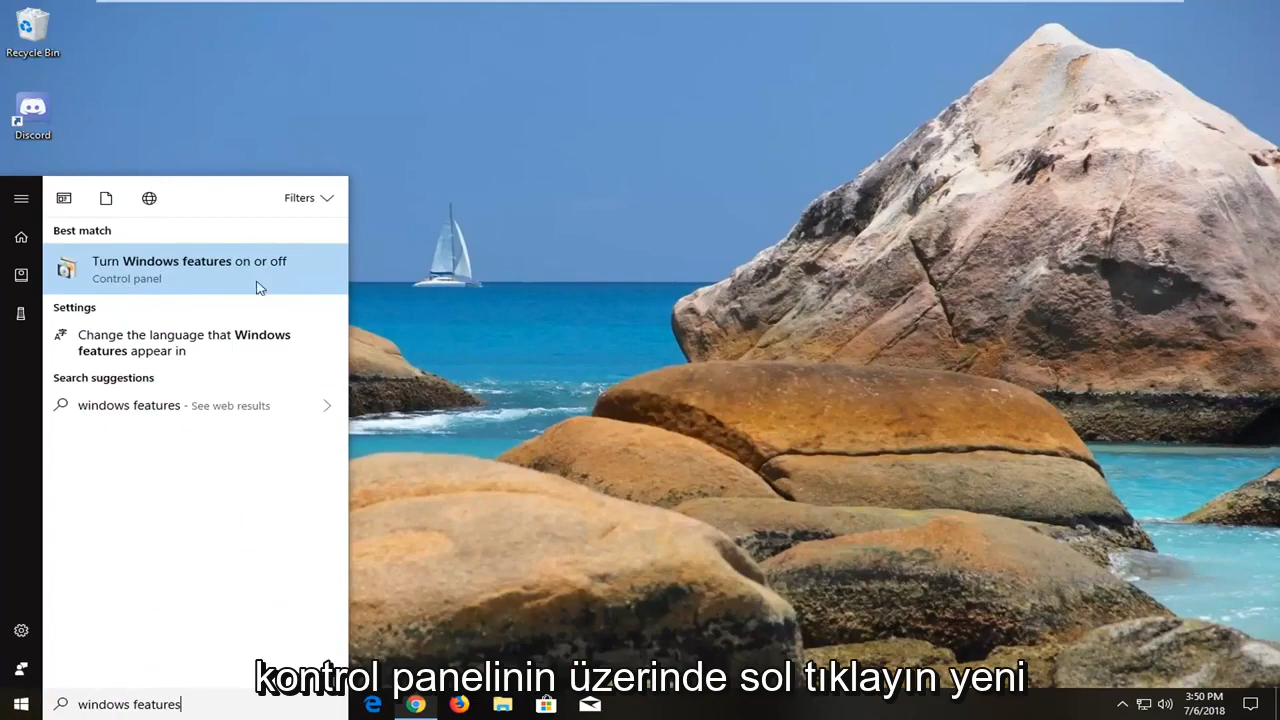 Recycle Bin
Discord
Filters
Best match
Turn Windows features on or off
Control panel
Settings
Change the language that Windows
features appear in
Search suggestions
windows features - See web results
kontrol panelinin üzerinde sol tıklayın yeni
windows features
3:50 PM
7/6/2018